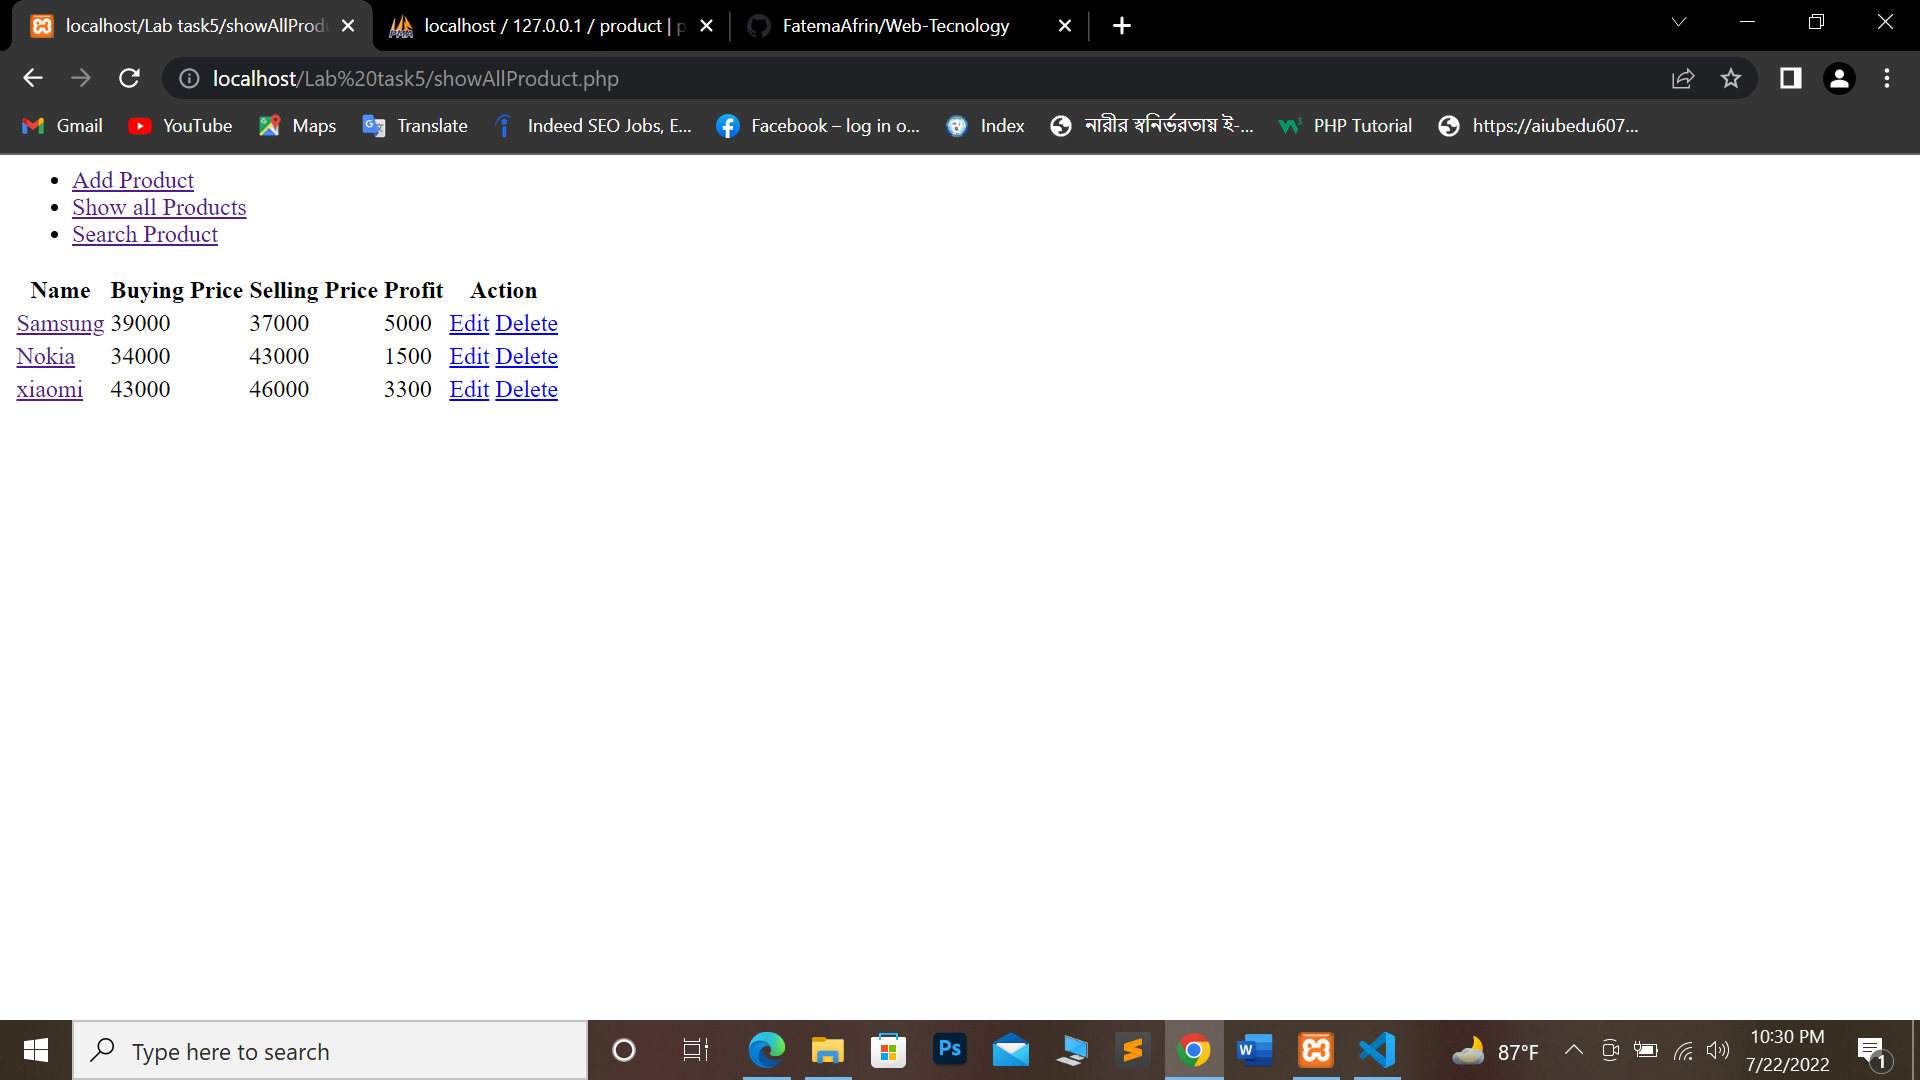 localhost/Lab task5/showAllProdu
localhost / 127.0.0.1 / product | p
FatemaAfrin/Web-Tecnology
localhost/Lab%20task5/showAllProduct.php
Gmail
YouTube
Maps
Translate
Indeed SEO Jobs, E...
Facebook – log in o...
Index
নারীর স্বনির্ভরতায় ই-...
PHP Tutorial
https://aiubedu607...
Add Product
Show all Products
Search Product
Name Buying Price Selling Price Profit Action
Samsung 39000 37000 5000 Edit Delete
Nokia 34000 43000 1500 Edit Delete
xiaomi 43000 46000 3300 Edit Delete
Type here to search
Ps
W
87°F
10:30 PM
7/22/2022
1